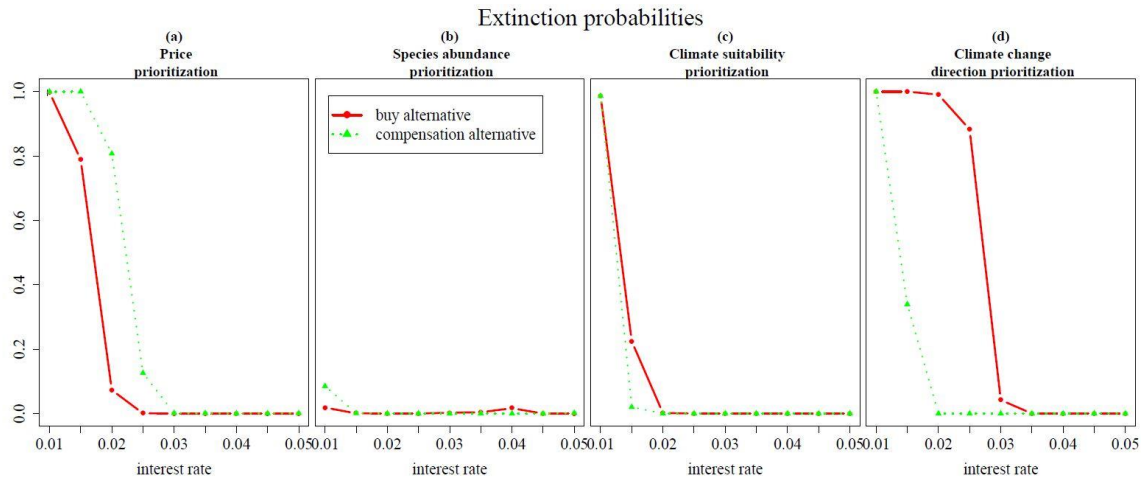 Extinction probabilities
(a)
Price
prioritization
(b)
Species abundance
prioritization
(c)
Climate suitability
prioritization
(d)
Climate change
direction prioritization
1.0
0.8
0.6
0.4
0.2
0.0
buy alternative
compensation alternative
0.01 0.02 0.03 0.04 0.05
0.01 0.02 0.03 0.04 0.05
0.01 0.02 0.03 0.04 0.05
0.01 0.02 0.03 0.04 0.05
interest rate
interest rate
interest rate
interest rate